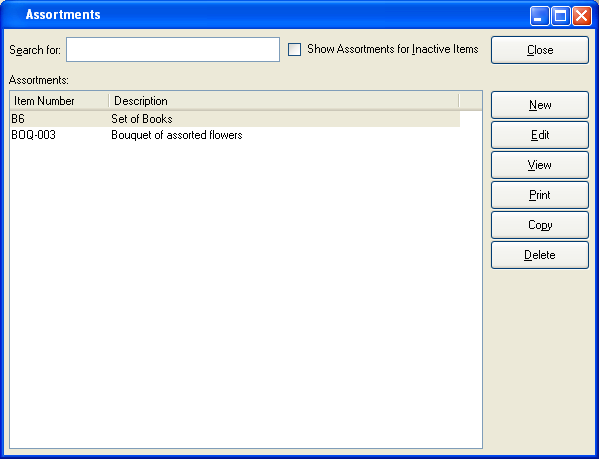 Assortments
Search for: Show Assortments for Inactive Items Close
Assortments:
Item Number Description
B6 Set of Books
BOQ-003 Bouquet of assorted flowers
New
Edit
View
Print
Copy
Delete